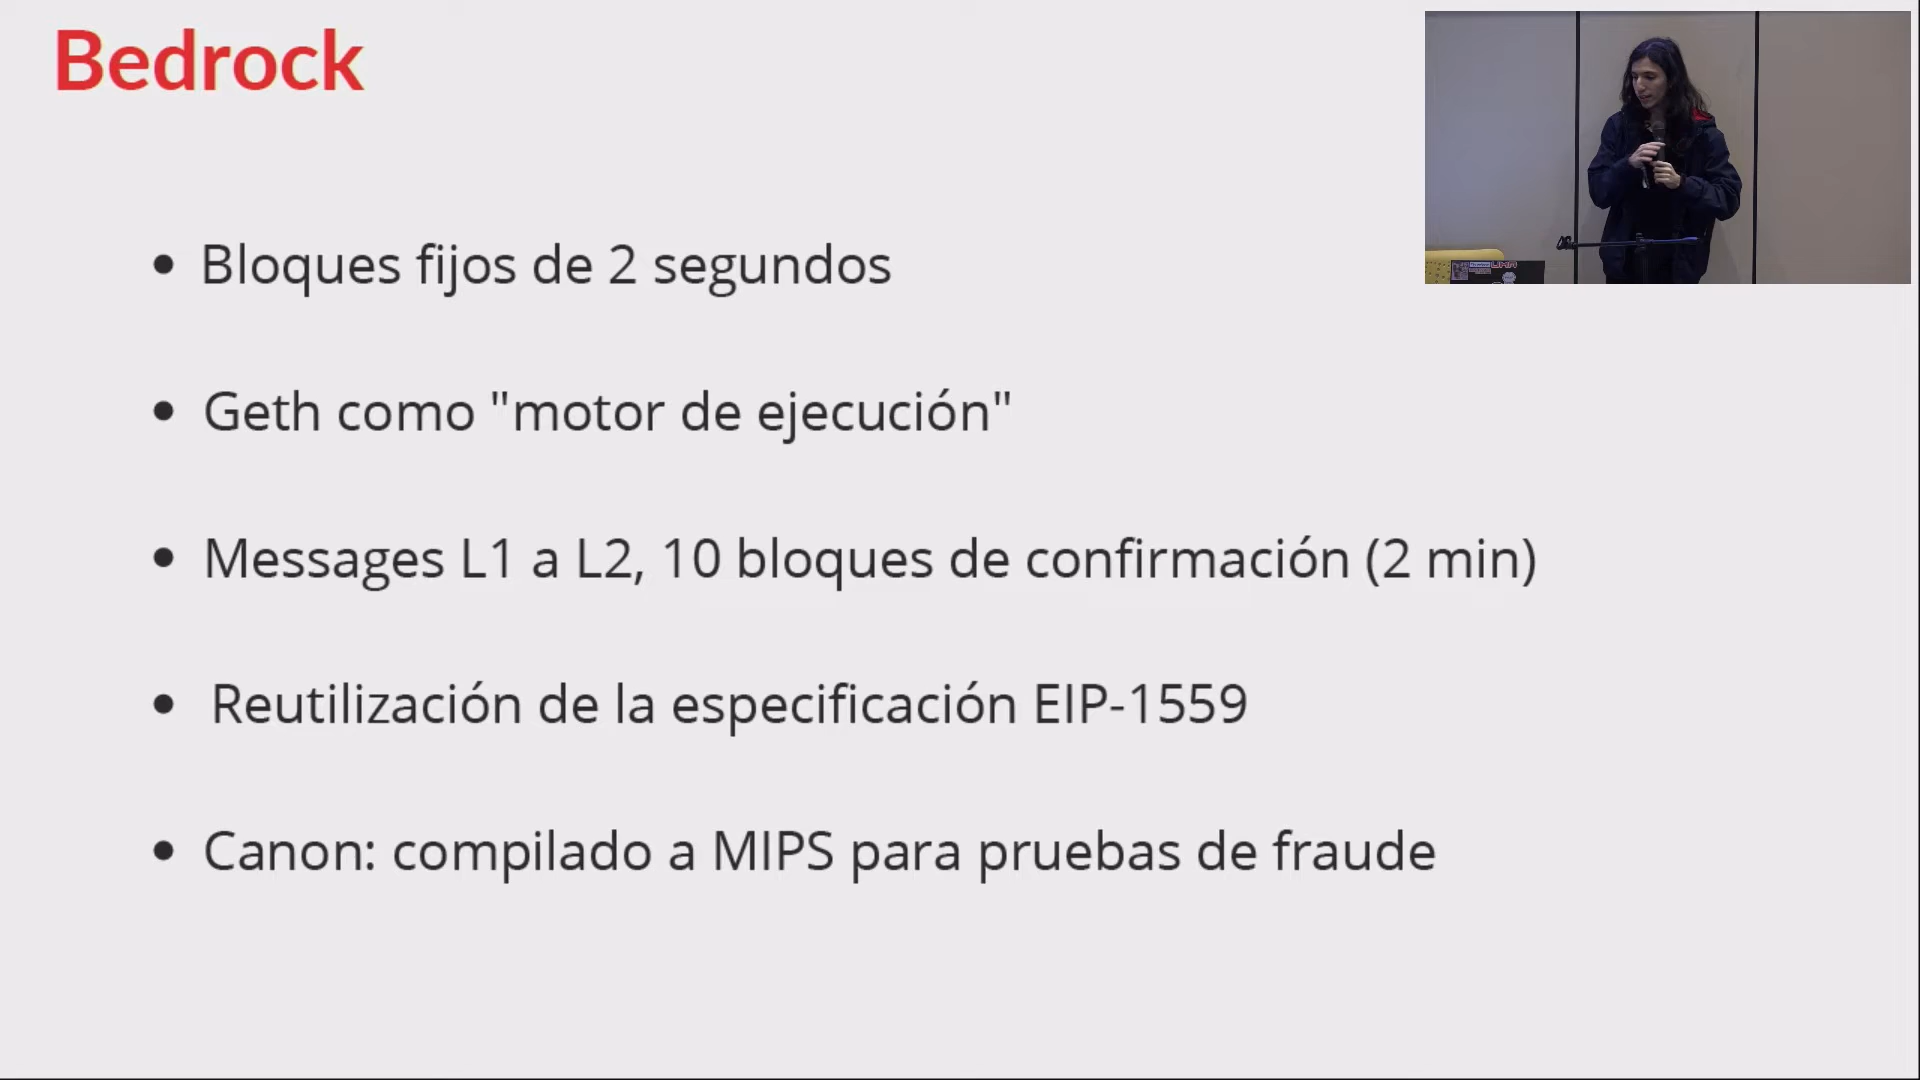 Bedrock
• Bloques fijos de 2 segundos
• Geth como "motor de ejecución"
• Messages L1 a L2, 10 bloques de confirmación (2 min)
• Reutilización de la especificación EIP-1559
• Canon: compilado a MIPS para pruebas de fraude